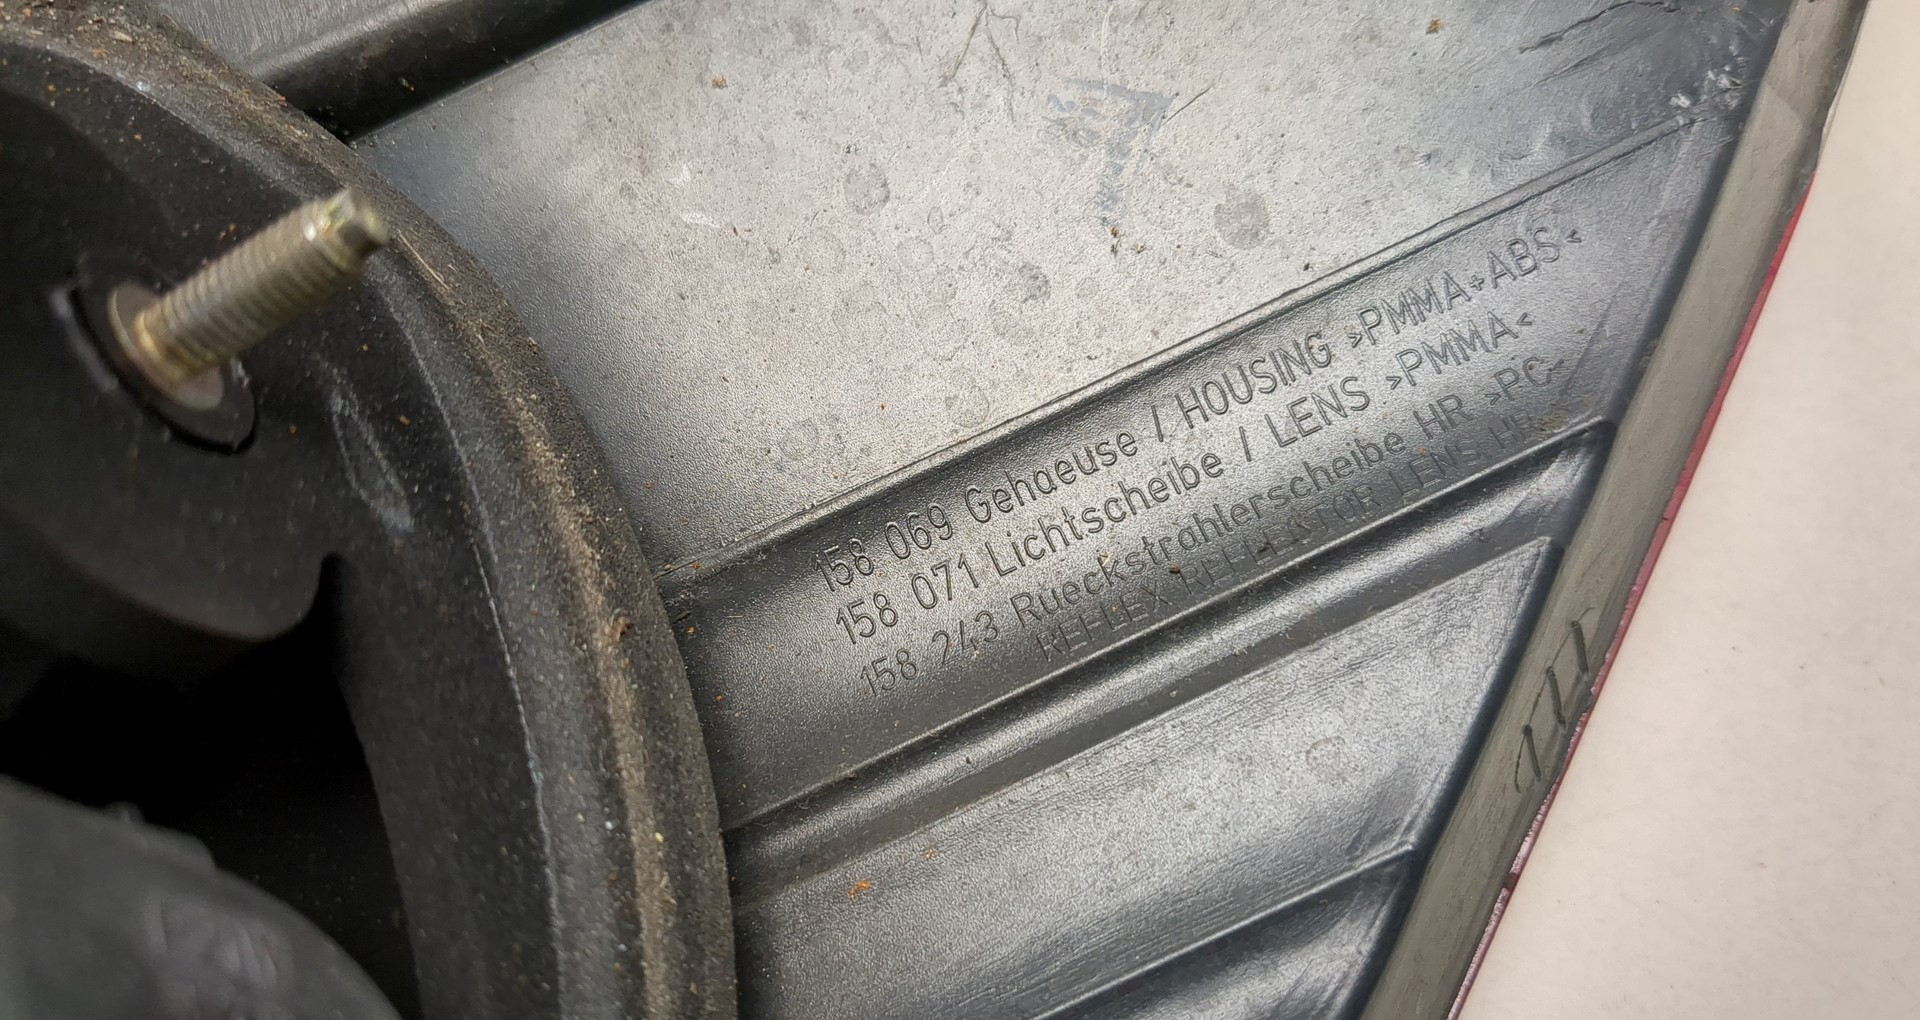 158 069 Gehaeuse / HOUSING >PMMA+ABS<
158 071 Lichtscheibe / LENS >PMMA<
158 243 Rueckstrahlerscheibe HR >PC<
REFLEX REFLECTOR LENS HR